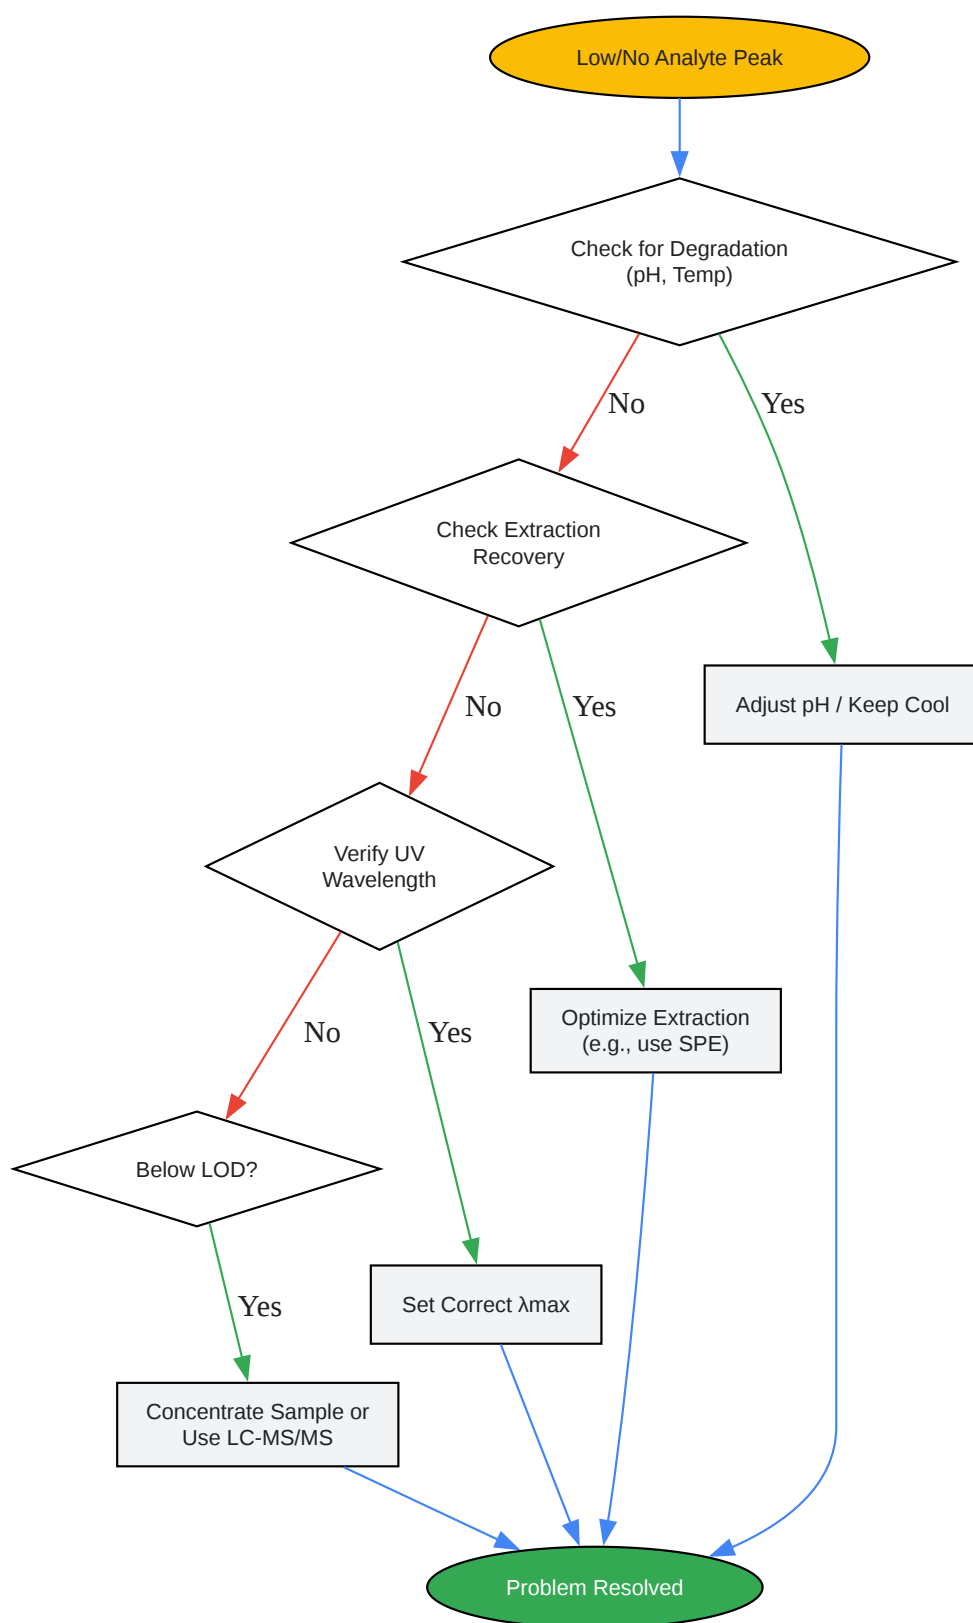 Low/No Analyte Peak
Check for Degradation
(pH, Temp)
No
Yes
Check Extraction
Recovery
Adjust pH / Keep Cool
No
Yes
Verify UV
Wavelength
Optimize Extraction
(e.g., use SPE)
No
Yes
Below LOD?
Set Correct λmax
Yes
Concentrate Sample or
Use LC-MS/MS
Problem Resolved